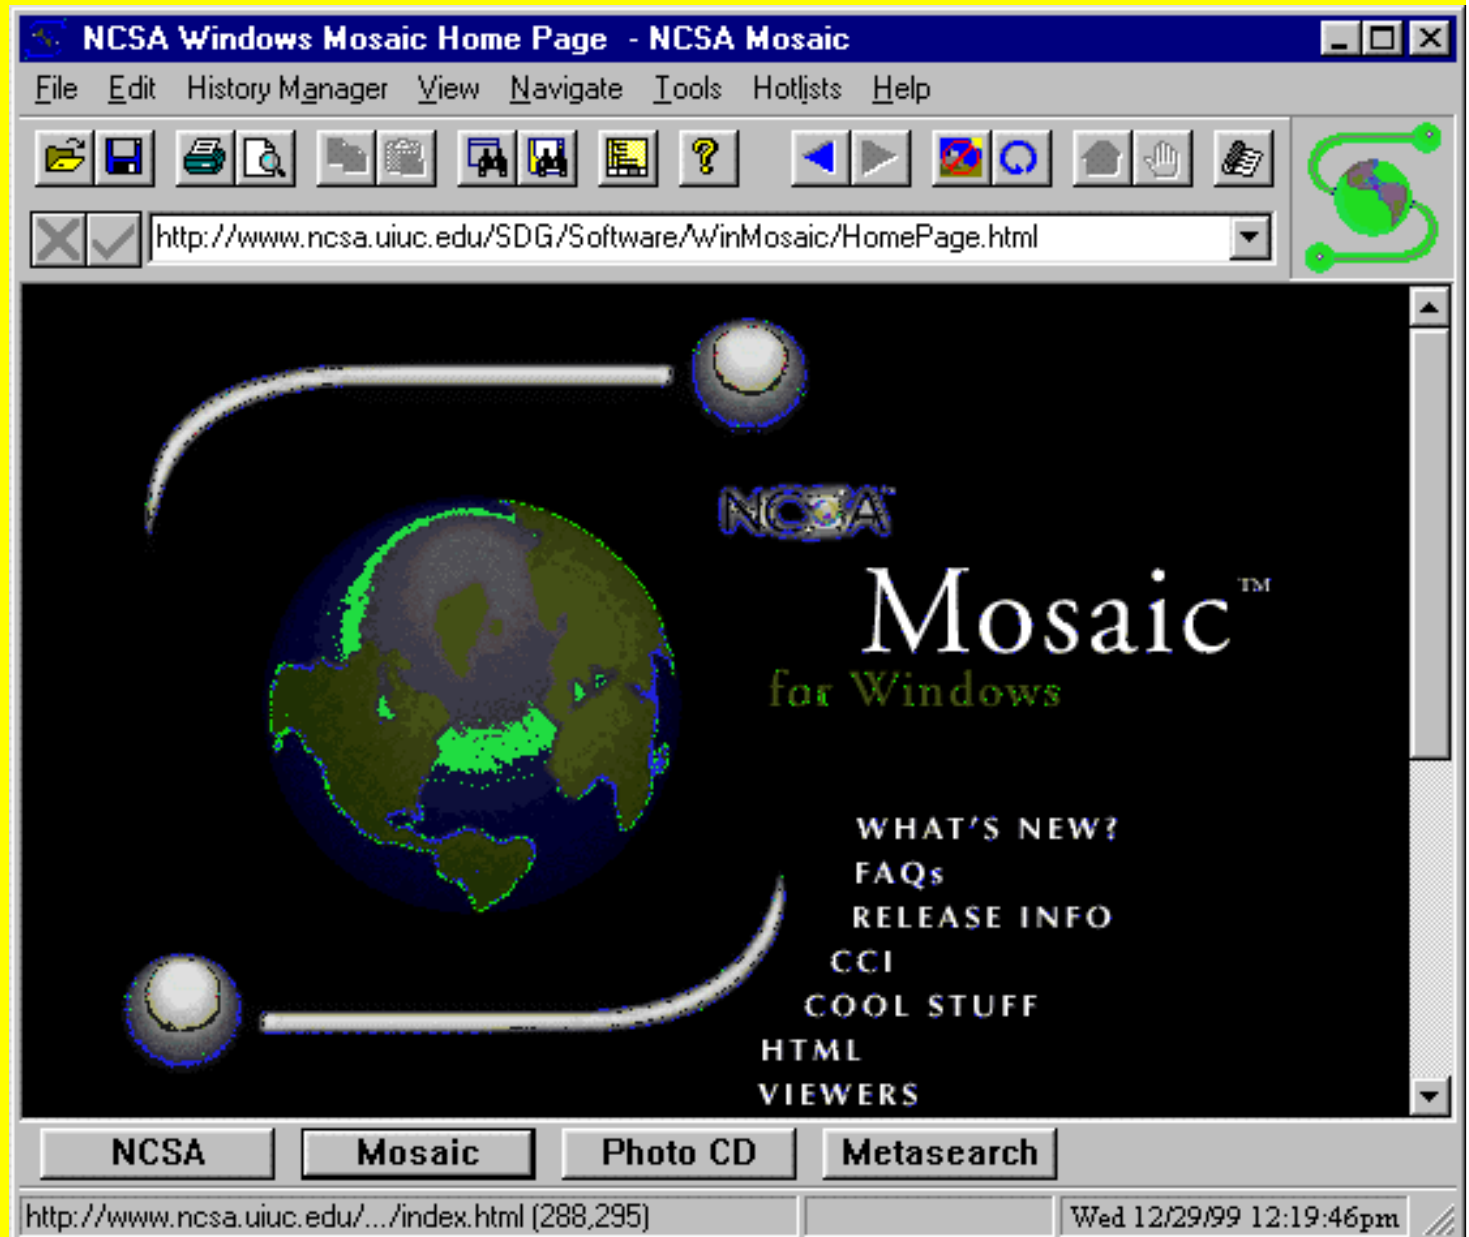 NCSA Windows Mosaic Home Page - NCSA Mosaic
File Edit History Manager View Navigate Tools Hotlists Help
http://www.ncsa.uiuc.edu/SDG/Software/WinMosaic/HomePage.html
NCSA™
Mosaic™
for Windows
WHAT'S NEW?
FAQs
RELEASE INFO
CCI
COOL STUFF
HTML
VIEWERS
NCSA Mosaic Photo CD Metasearch
http://www.ncsa.uiuc.edu/.../index.html (288,295) Wed 12/29/99 12:19:46pm